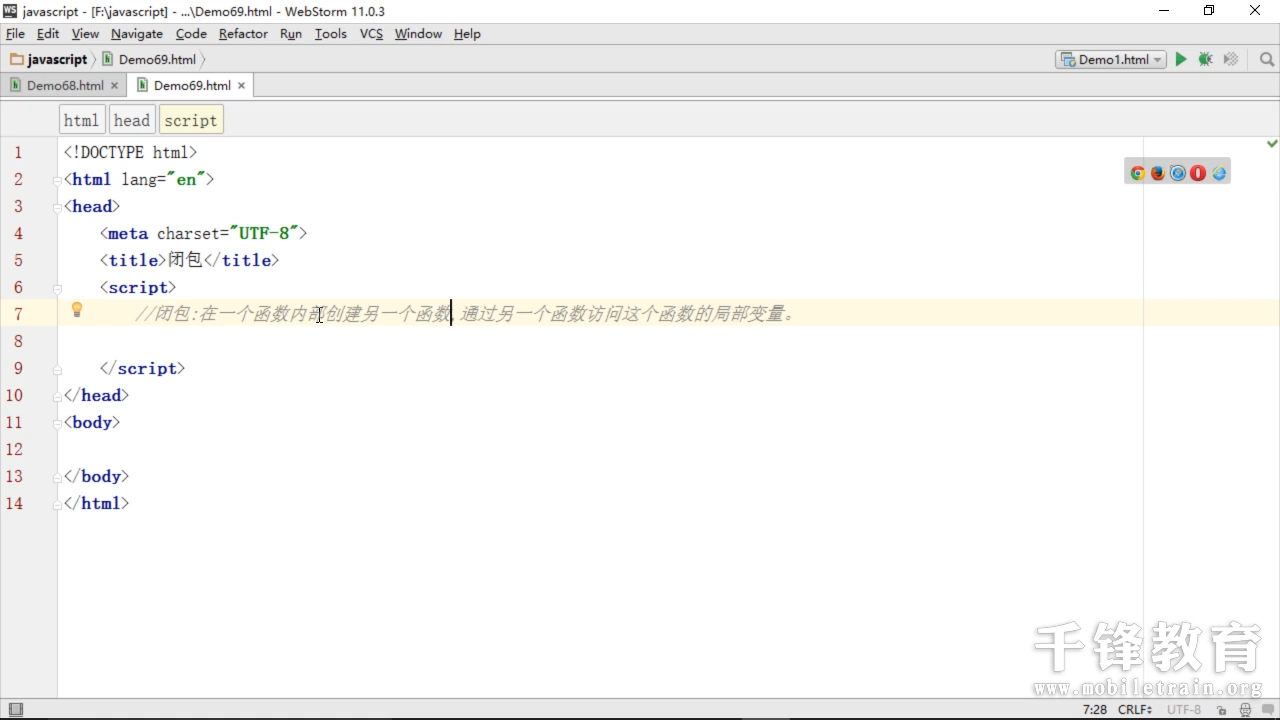 javascript - [F:\javascript] - ...\Demo69.html - WebStorm 11.0.3
File Edit View Navigate Code Refactor Run Tools VCS Window Help
javascript Demo69.html Demo1.html
Demo68.html Demo69.html
html head script
1 <!DOCTYPE html>
2 <html lang="en">
3 <head>
4 <meta charset="UTF-8">
5 <title>闭包</title>
6 <script>
7 //闭包:在一个函数内部创建另一个函数,通过另一个函数访问这个函数的局部变量。
8
9 </script>
10 </head>
11 <body>
12
13 </body>
14 </html>
千锋教育
www.mobiletrain.org
7:28 CRLF UTF-8